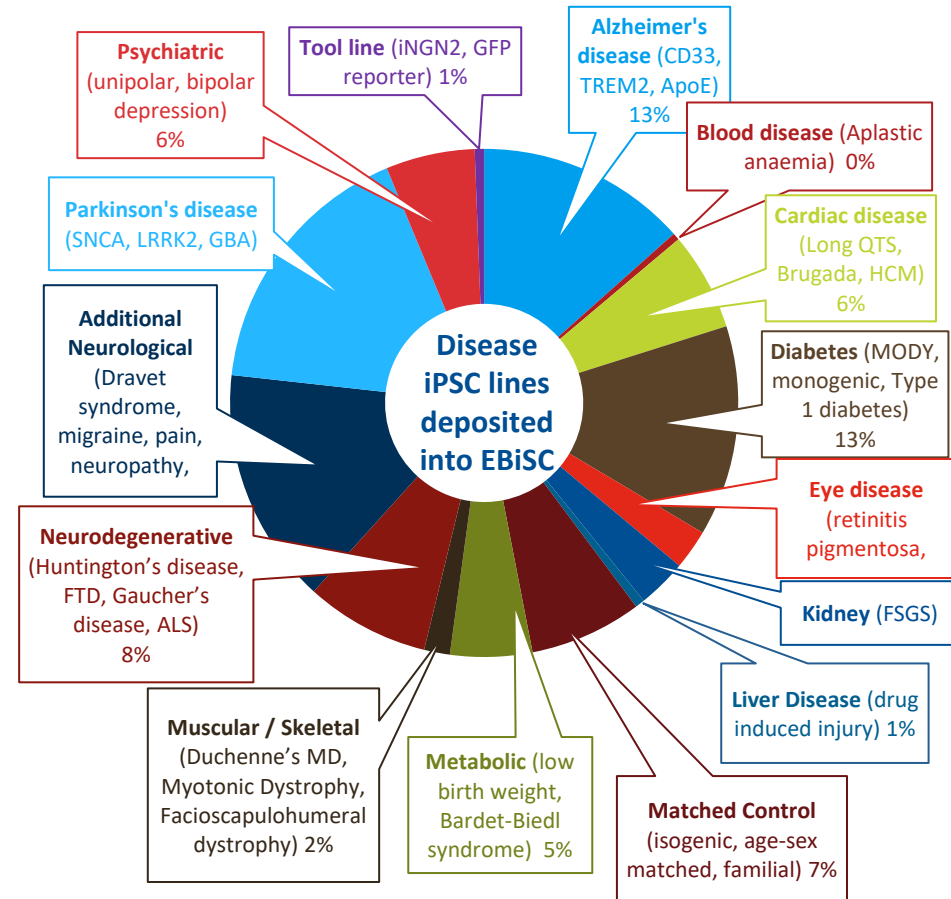 Psychiatric
(unipolar, bipolar
depression)
6%
Tool line (iNGN2, GFP
reporter) 1%
Alzheimer's
disease (CD33,
TREM2, ApoE)
13%
Blood disease (Aplastic
anaemia) 0%
Cardiac disease
(Long QTS,
Brugada, HCM)
6%
Parkinson's disease
(SNCA, LRRK2, GBA)
Additional
Neurological
(Dravet
syndrome,
migraine, pain,
neuropathy,
Disease
iPSC lines
deposited
into EBiSC
Diabetes (MODY,
monogenic, Type
1 diabetes)
13%
Eye disease
(retinitis
pigmentosa,
Neurodegenerative
(Huntington’s disease,
FTD, Gaucher’s
disease, ALS)
8%
Kidney (FSGS)
Liver Disease (drug
induced injury) 1%
Muscular / Skeletal
(Duchenne’s MD,
Myotonic Dystrophy,
Facioscapulohumeral
dystrophy) 2%
Metabolic (low
birth weight,
Bardet-Biedl
syndrome) 5%
Matched Control
(isogenic, age-sex
matched, familial) 7%